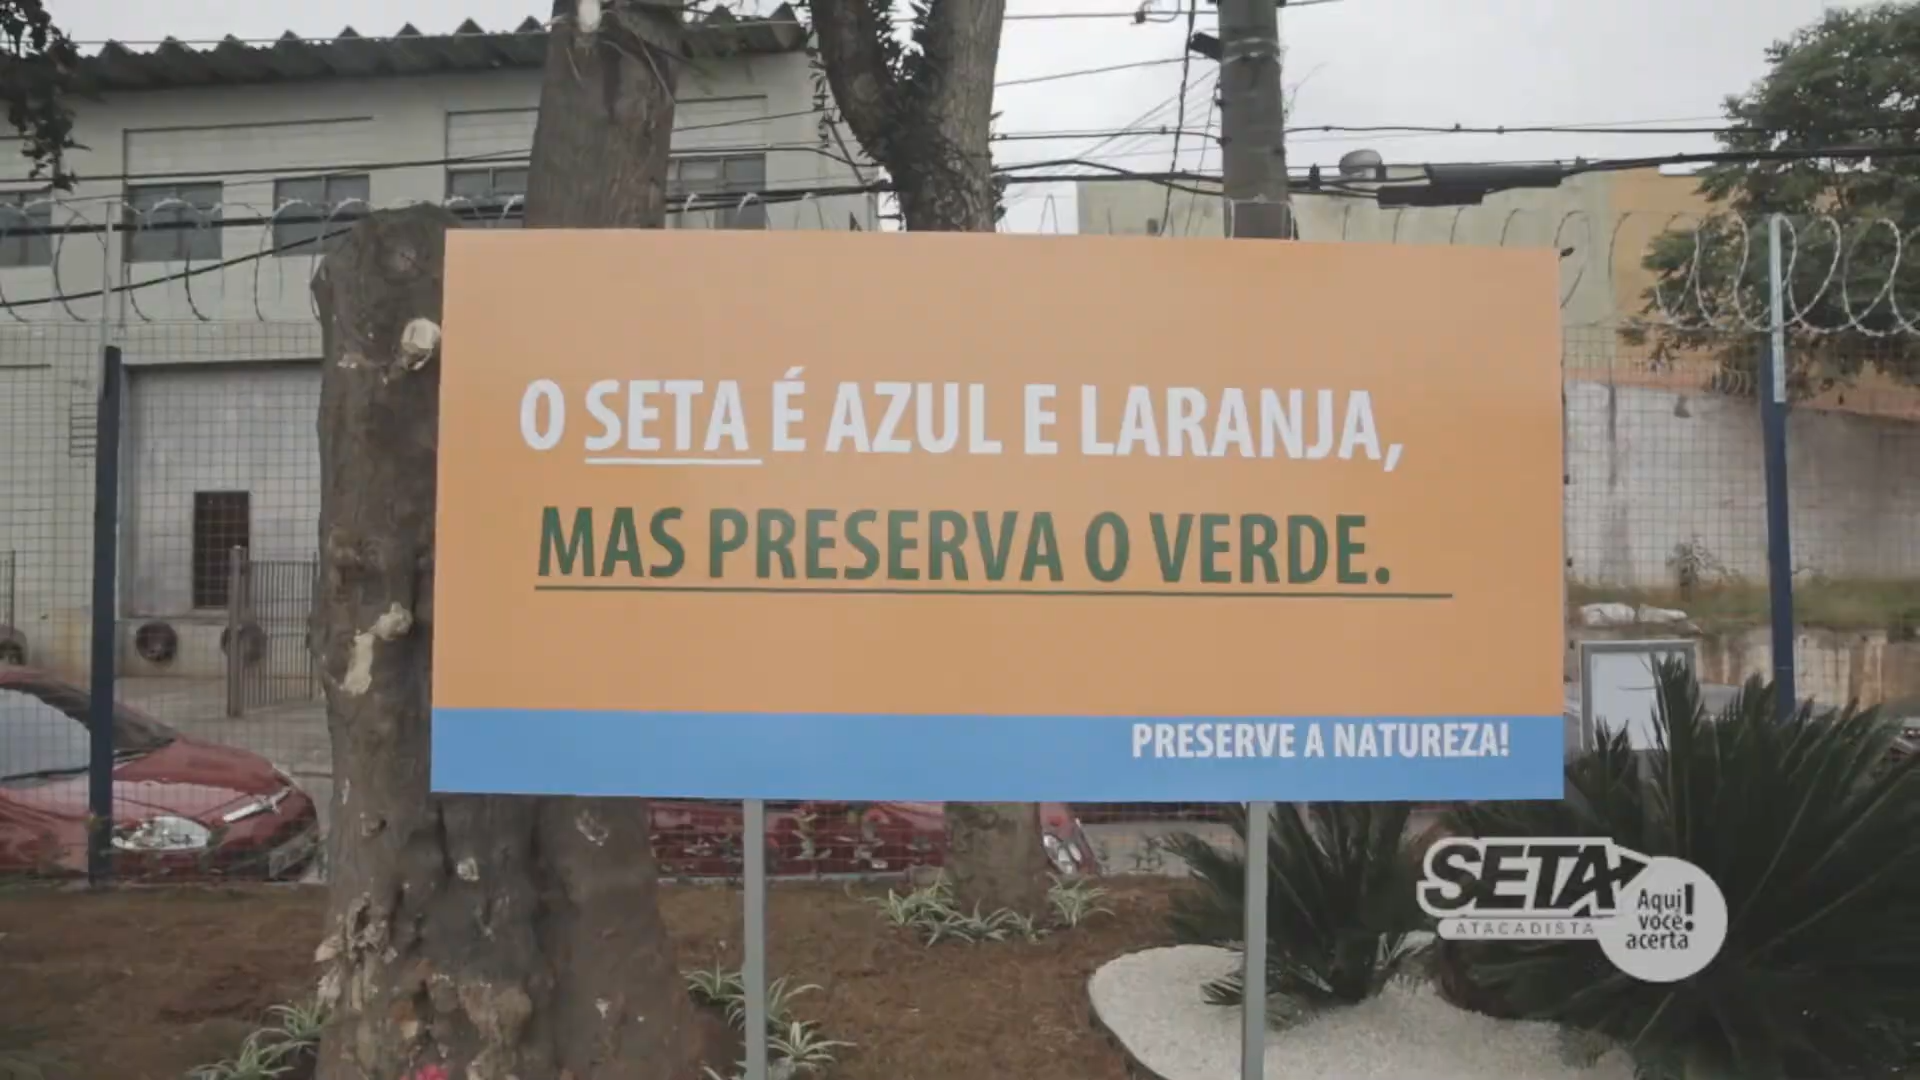 O SETA É AZUL E LARANJA,
MAS PRESERVA O VERDE.
PRESERVE A NATUREZA!
SETA
ATACADISTA
Aqui
você
acerta!